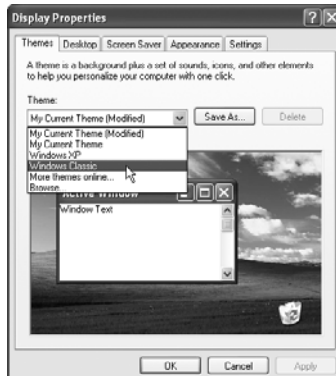 Display Properties
Themes Desktop Screen Saver Appearance Settings
A theme is a background plus a set of sounds, icons, and other elements
to help you personalize your computer with one click.
Theme:
My Current Theme (Modified) Save As... Delete
My Current Theme (Modified)
My Current Theme
Windows XP
Windows Classic
More themes online...
Browse...
Active Window
Window Text
OK Cancel Apply